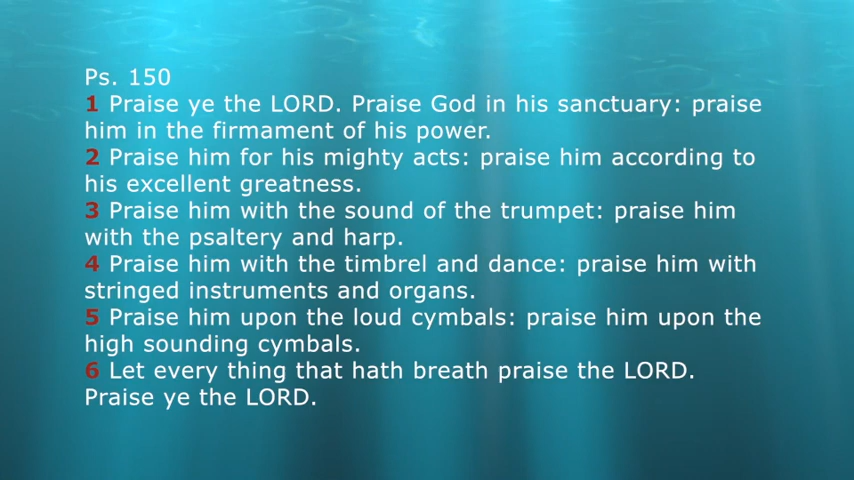 Ps. 150
1 Praise ye the LORD. Praise God in his sanctuary: praise
him in the firmament of his power.
2 Praise him for his mighty acts: praise him according to
his excellent greatness.
3 Praise him with the sound of the trumpet: praise him
with the psaltery and harp.
4 Praise him with the timbrel and dance: praise him with
stringed instruments and organs.
5 Praise him upon the loud cymbals: praise him upon the
high sounding cymbals.
6 Let every thing that hath breath praise the LORD.
Praise ye the LORD.